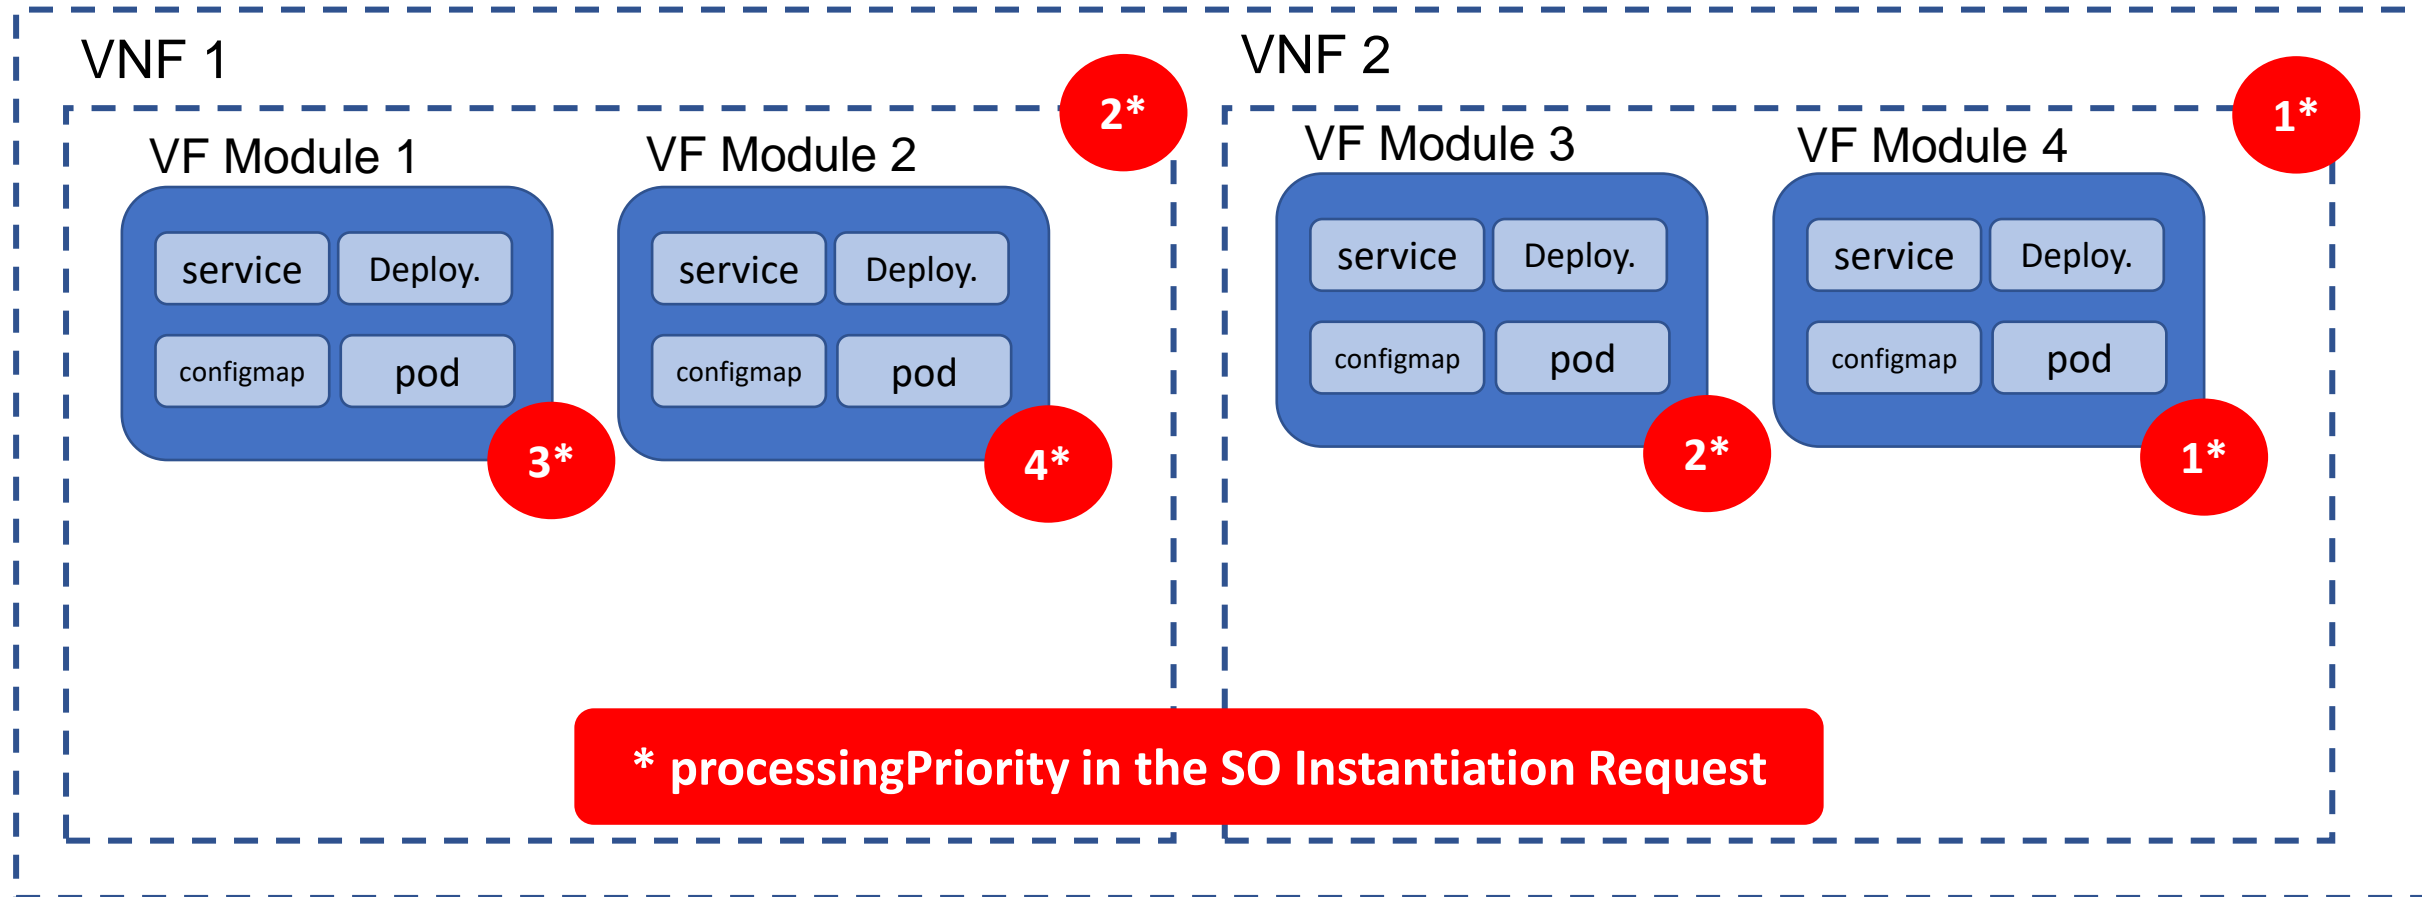 VNF 1
2*
VF Module 1
VF Module 2
service
Deploy.
configmap
pod
3*
service
Deploy.
configmap
pod
4*
VNF 2
1*
VF Module 3
VF Module 4
service
Deploy.
configmap
pod
2*
service
Deploy.
configmap
pod
1*
* processingPriority in the SO Instantiation Request